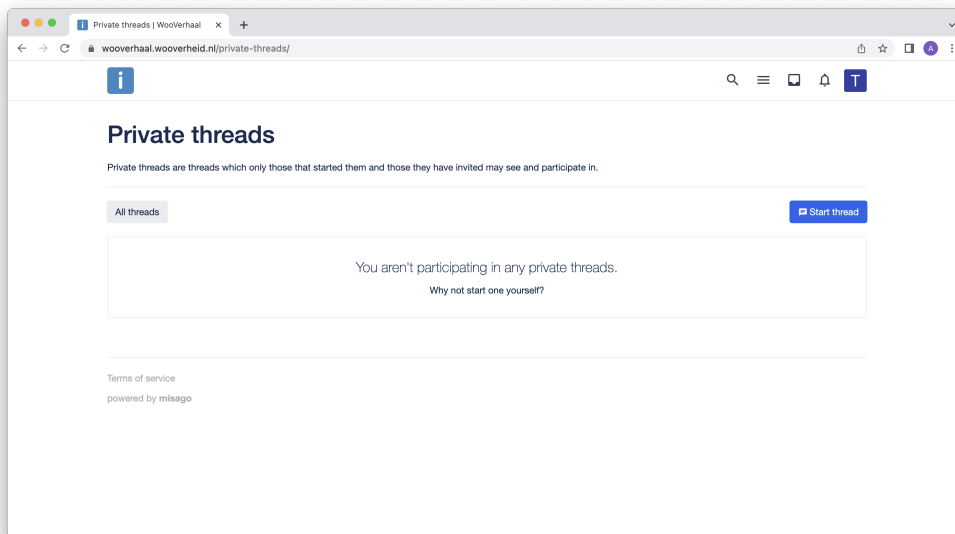 Private threads | WooVerhaal
wooverhaal.wooverheid.nl/private-threads/
A
i
T
Private threads
Private threads are threads which only those that started them and those they have invited may see and participate in.
All threads
Start thread
You aren't participating in any private threads.
Why not start one yourself?
Terms of service
powered by misago